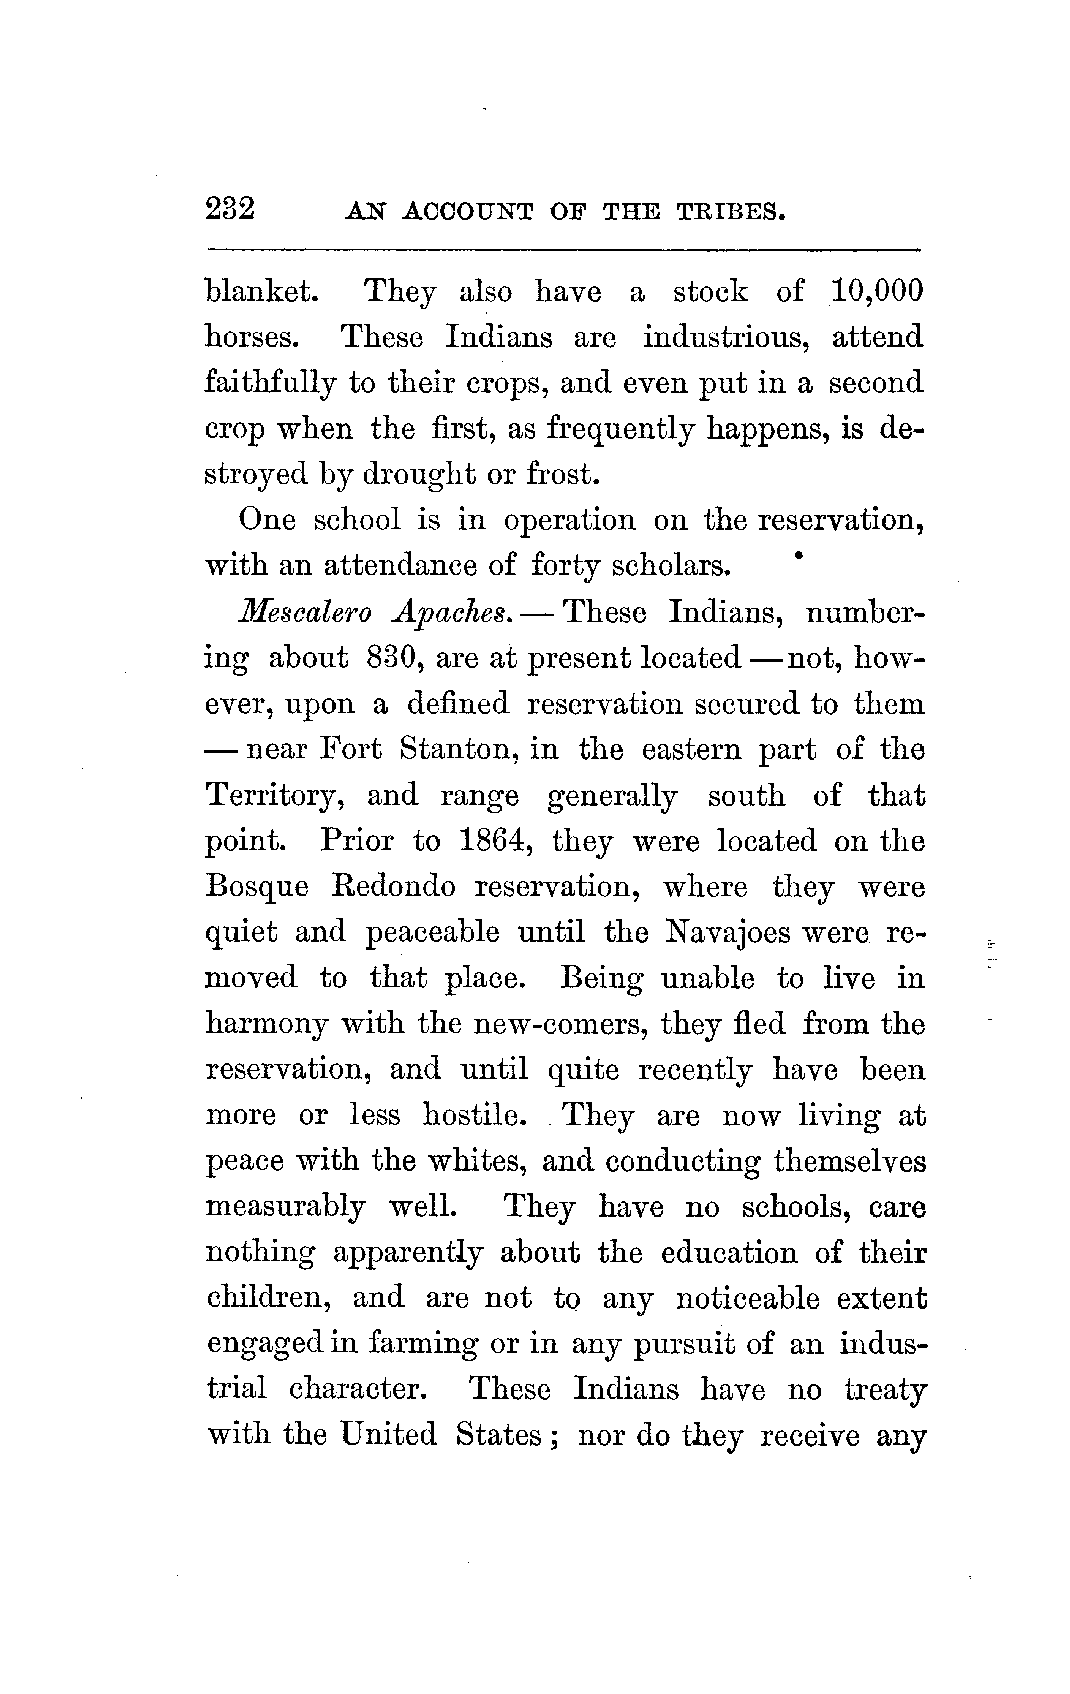 232 AN ACCOUNT OF THE TRIBES.
blanket. They also have a stock of 10,000
horses. These Indians are industrious, attend
faithfully to their crops, and even put in a second
crop when the first, as frequently happens, is de-
stroyed by drought or frost.
One school is in operation on the reservation,
with an attendance of forty scholars.
Mescalero Apaches. — These Indians, number-
ing about 830, are at present located — not, how-
ever, upon a defined reservation secured to them
— near Fort Stanton, in the eastern part of the
Territory, and range generally south of that
point. Prior to 1864, they were located on the
Bosque Redondo reservation, where they were
quiet and peaceable until the Navajoes were re-
moved to that place. Being unable to live in
harmony with the new-comers, they fled from the
reservation, and until quite recently have been
more or less hostile. They are now living at
peace with the whites, and conducting themselves
measurably well. They have no schools, care
nothing apparently about the education of their
children, and are not to any noticeable extent
engaged in farming or in any pursuit of an indus-
trial character. These Indians have no treaty
with the United States ; nor do they receive any